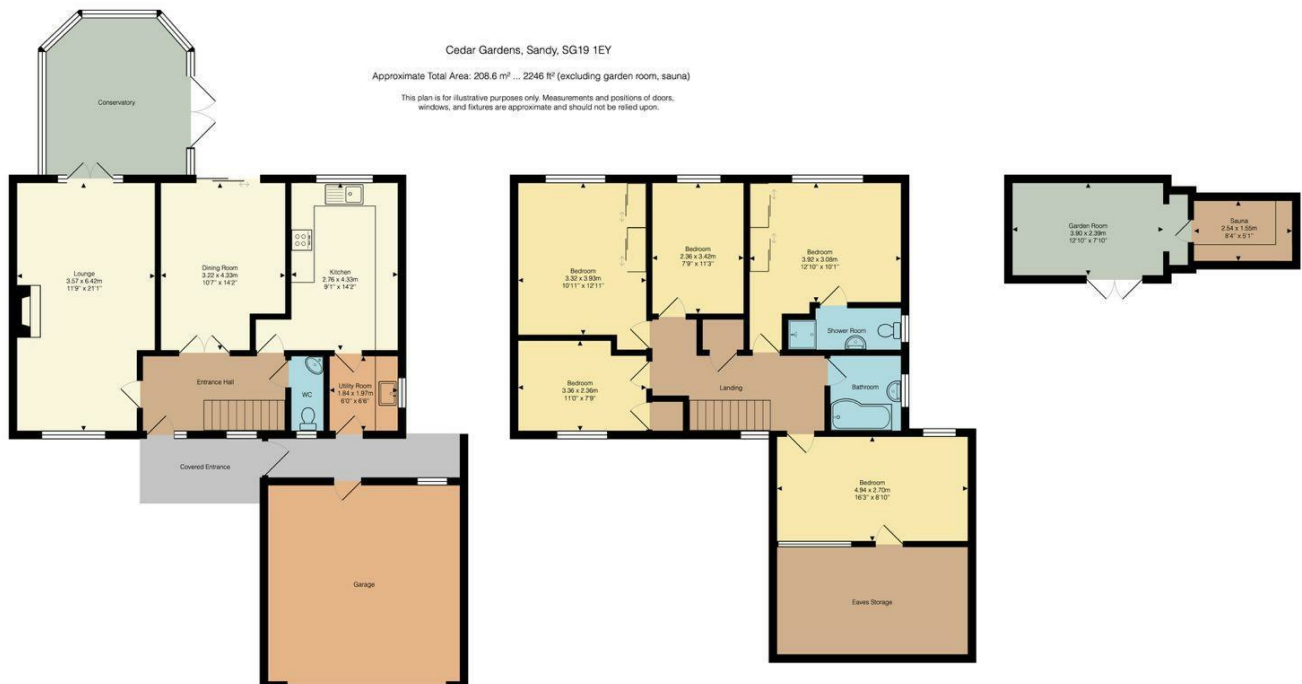 Cedar Gardens, Sandy, SG19 1EY
Approximate Total Area: 208.6 m² ... 2246 ft² (excluding garden room, sauna)
This plan is for illustrative purposes only. Measurements and positions of doors,
windows, and fixtures are approximate and should not be relied upon.
Conservatory
Lounge
3.57 x 6.42m
11'9" x 21'1"
Dining Room
3.22 x 4.33m
10'7" x 14'2"
Kitchen
2.76 x 4.33m
9'1" x 14'2"
Entrance Hall
WC
Utility Room
1.84 x 1.97m
6'0" x 6'6"
Covered Entrance
Garage
Bedroom
3.32 x 3.93m
10'11" x 12'11"
Bedroom
2.36 x 3.42m
7'9" x 11'3"
Bedroom
3.92 x 3.08m
12'10" x 10'1"
Shower Room
Bedroom
3.36 x 2.36m
11'0" x 7'9"
Landing
Bathroom
Bedroom
4.94 x 2.70m
16'3" x 8'10"
Eaves Storage
Garden Room
3.90 x 2.39m
12'10" x 7'10"
Sauna
2.54 x 1.55m
8'4" x 5'1"